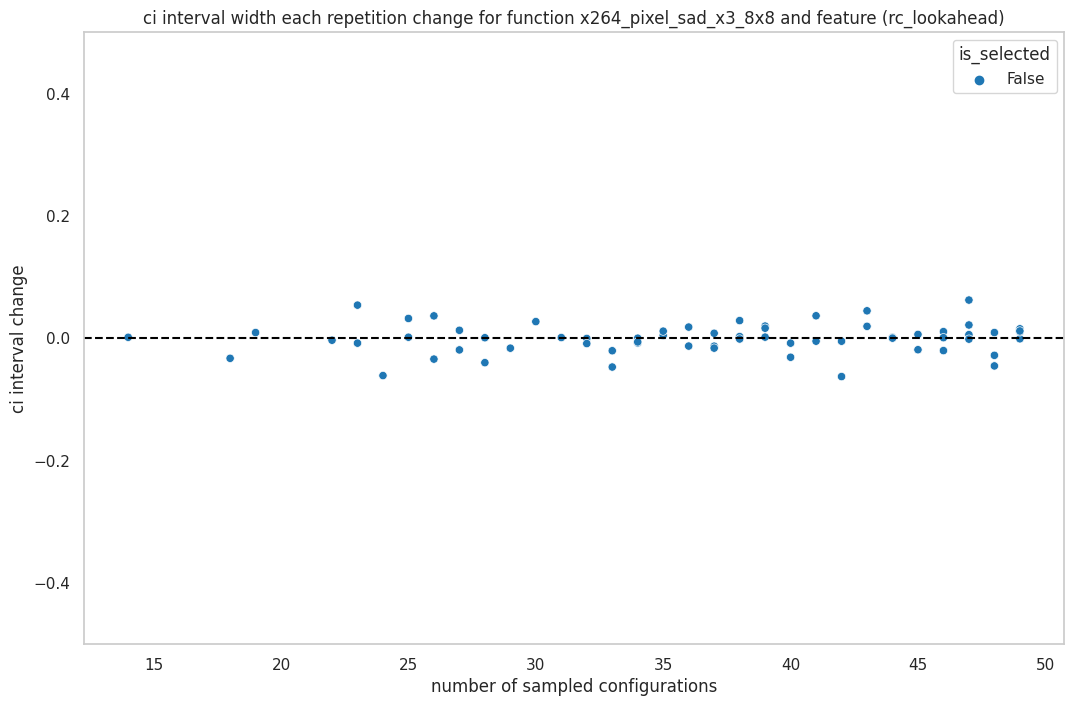 ci interval width each repetition change for function x264_pixel_sad_x3_8x8 and feature (rc_lookahead)
is_selected
False
0.4
0.2
0.0
−0.2
−0.4
ci interval change
15 20 25 30 35 40 45 50
number of sampled configurations